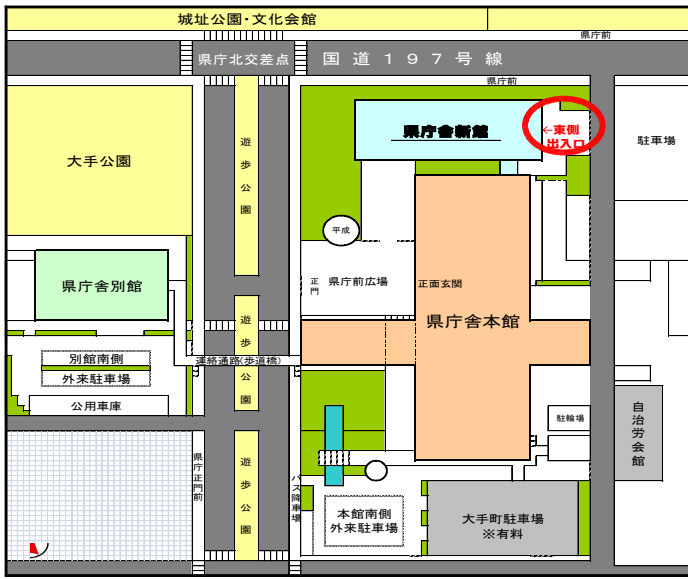 城址公園・文化会館
県庁前
県庁北交差点
国道197号線
県庁前
大手公園
遊歩公園
県庁舎新館
←東側
出入口
駐車場
平成
県庁舎別館
正門
県庁前広場
正面玄関
県庁舎本館
遊歩公園
連絡通路(歩道橋)
別館南側
外来駐車場
公用車庫
駐輪場
自治労会館
県庁正門前
遊歩公園
バス降車場
本館南側
外来駐車場
大手町駐車場
※有料